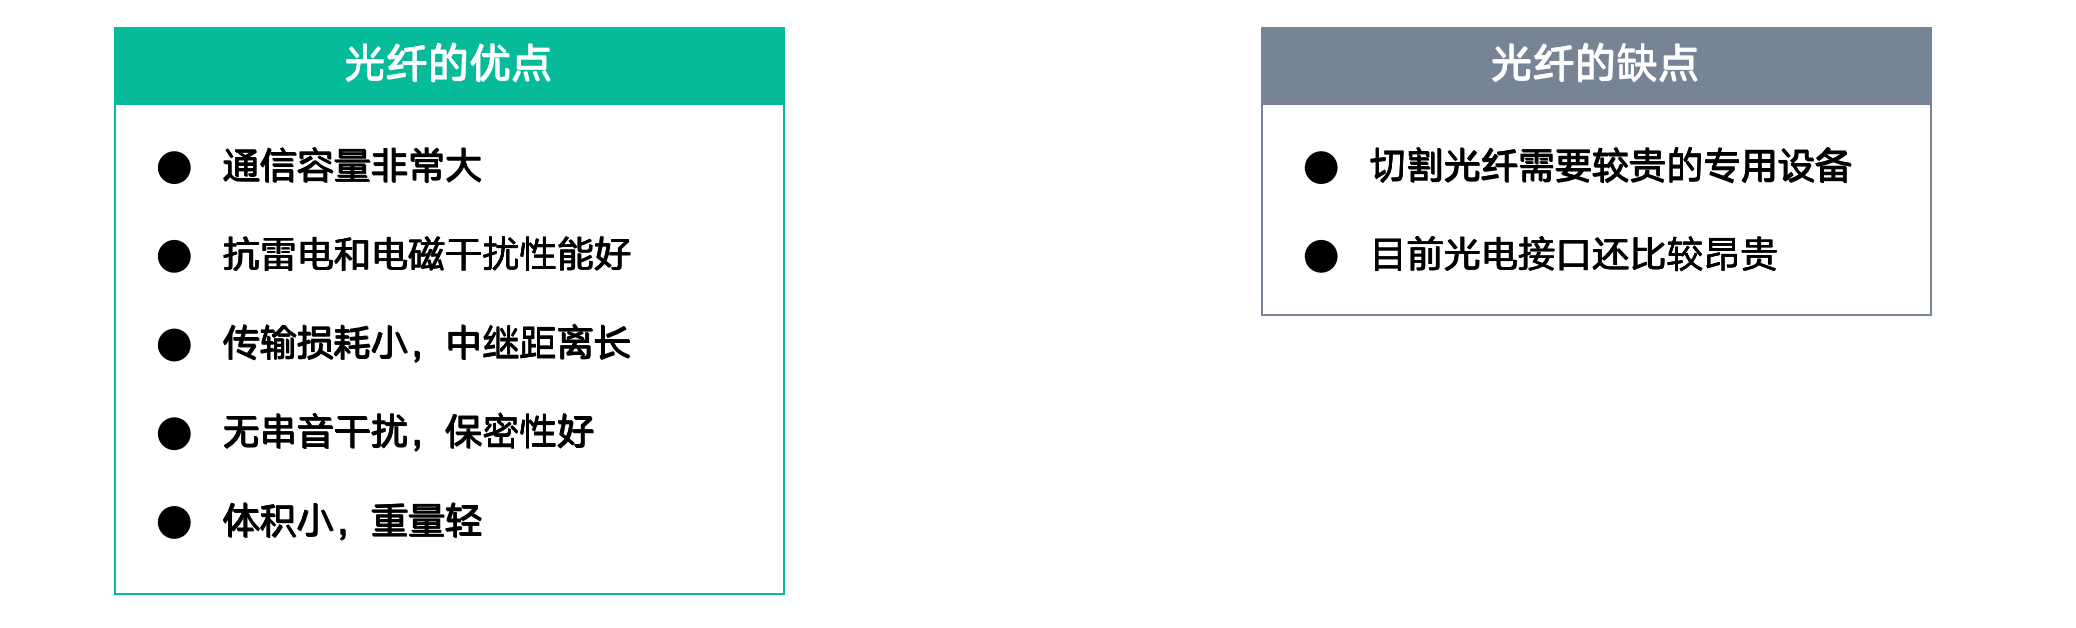 光纤的优点
● 通信容量非常大
● 抗雷电和电磁干扰性能好
● 传输损耗小，中继距离长
● 无串音干扰，保密性好
● 体积小，重量轻
光纤的缺点
● 切割光纤需要较贵的专用设备
● 目前光电接口还比较昂贵